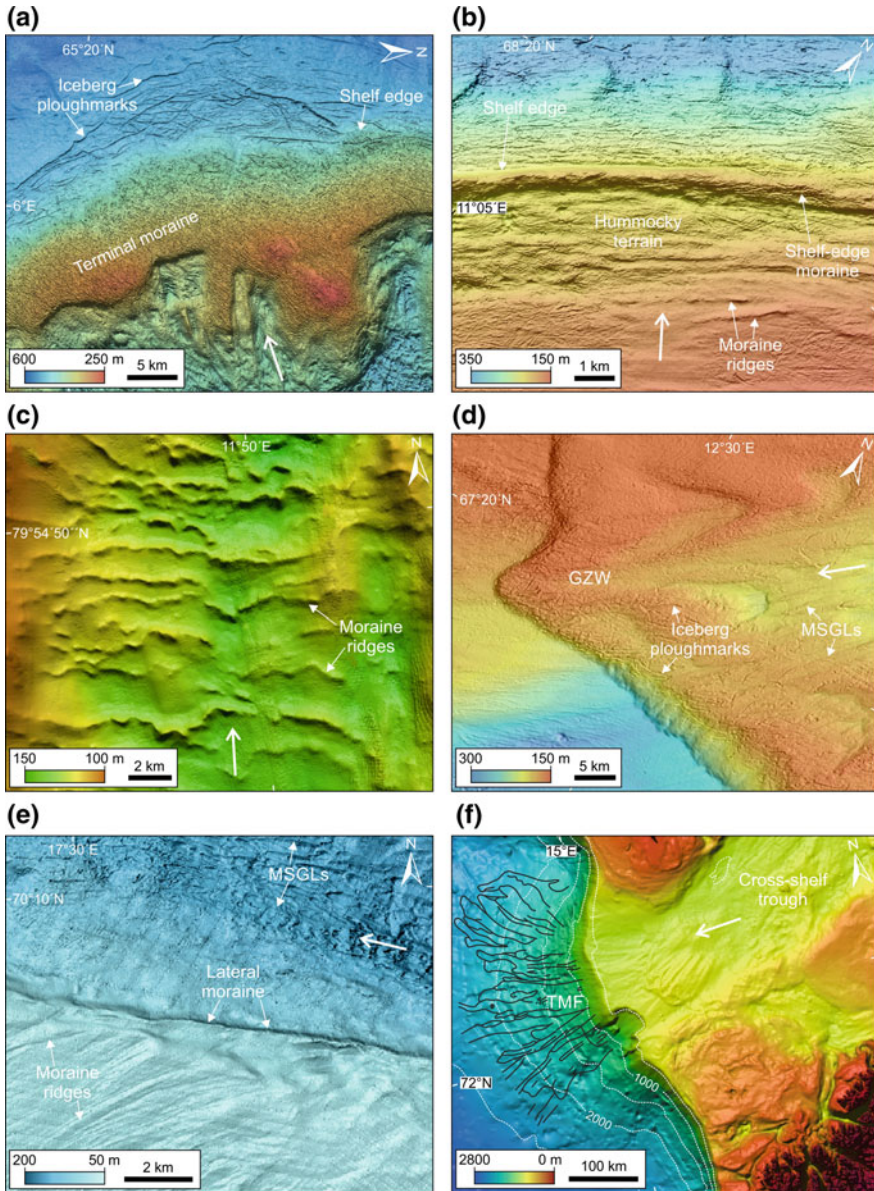 (a)
65°20´
N
Iceberg
ploughmarks
Shelf edge
6°E
Terminal moraine
600 250 m
5 km
(b)
68°20´N
N
Shelf edge
11°05´E
Hummocky
terrain
Shelf-edge
moraine
Moraine
ridges
350 150 m
1 km
(c)
11°50´E
N
79°54´50´´N
Moraine
ridges
150 100 m
2 km
(d)
12°30´E
N
67°20´N
GZW
Iceberg
ploughmarks
MSGLs
300 150 m
5 km
(e)
17°30´E
N
MSGLs
70°10´N
Lateral
moraine
Moraine
ridges
200 50 m
2 km
(f)
15°E
N
Cross-shelf
trough
TMF
72°N
1000
2000
2800 0 m
100 km